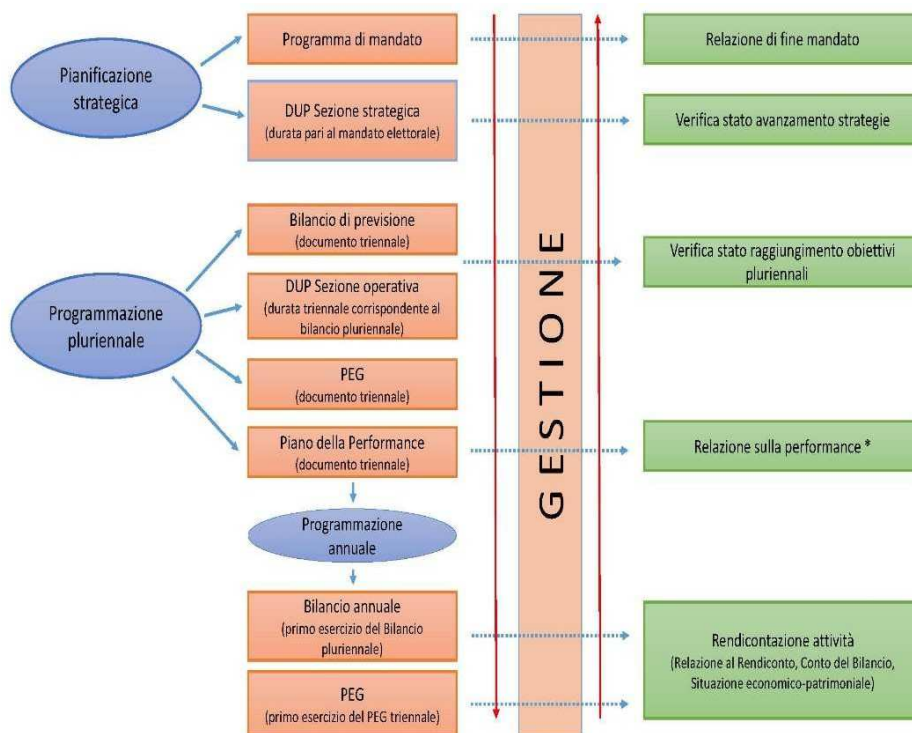 Pianificazione
strategica
Programma di mandato
DUP Sezione strategica
(durata pari al mandato elettorale)
Relazione di fine mandato
Verifica stato avanzamento strategie
Programmazione
pluriennale
Bilancio di previsione
(documento triennale)
DUP Sezione operativa
(durata triennale corrispondente al
bilancio pluriennale)
PEG
(documento triennale)
Piano della Performance
(documento triennale)
Verifica stato raggiungimento obiettivi
pluriennali
Relazione sulla performance *
GESTIONE
Programmazione
annuale
Bilancio annuale
(primo esercizio del Bilancio
pluriennale)
PEG
(primo esercizio del PEG triennale)
Rendicontazione attività
(Relazione al Rendiconto, Conto del Bilancio,
Situazione economico-patrimoniale)